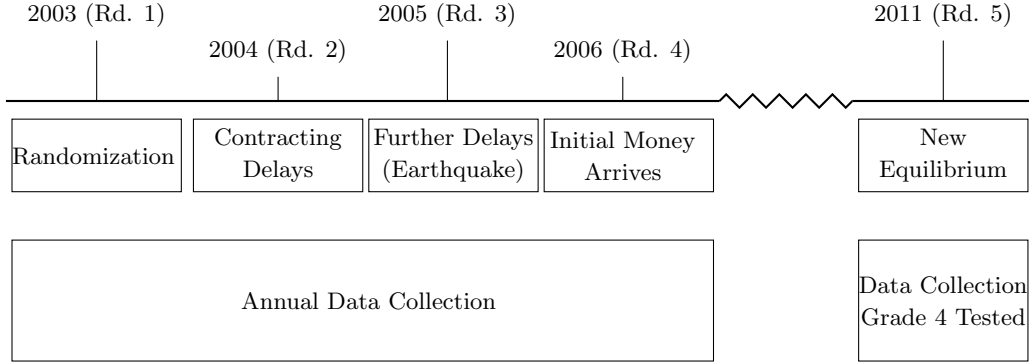 2003 (Rd. 1)
2004 (Rd. 2)
2005 (Rd. 3)
2006 (Rd. 4)
2011 (Rd. 5)
Randomization
Contracting
Delays
Further Delays
(Earthquake)
Initial Money
Arrives
New
Equilibrium
Annual Data Collection
Data Collection
Grade 4 Tested